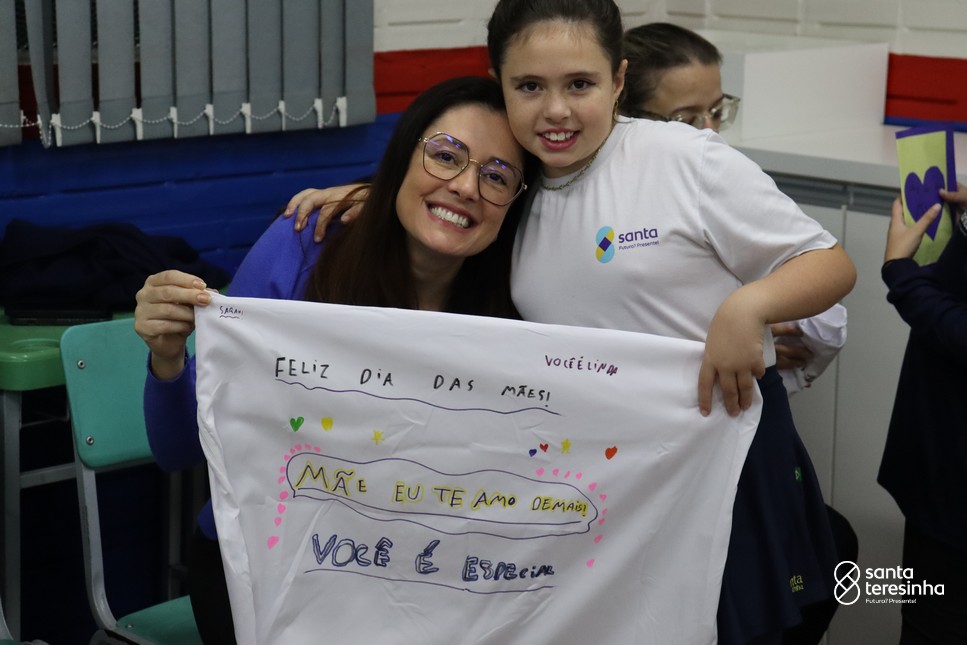 santa
Futuro? Presente!
SARAH
VOCÊ É LINDA
FELIZ DIA DAS MÃES!
MÃE EU TE AMO DEMAIS!
VOCÊ É ESPECIAL
santa
teresinha
Futuro? Presente!